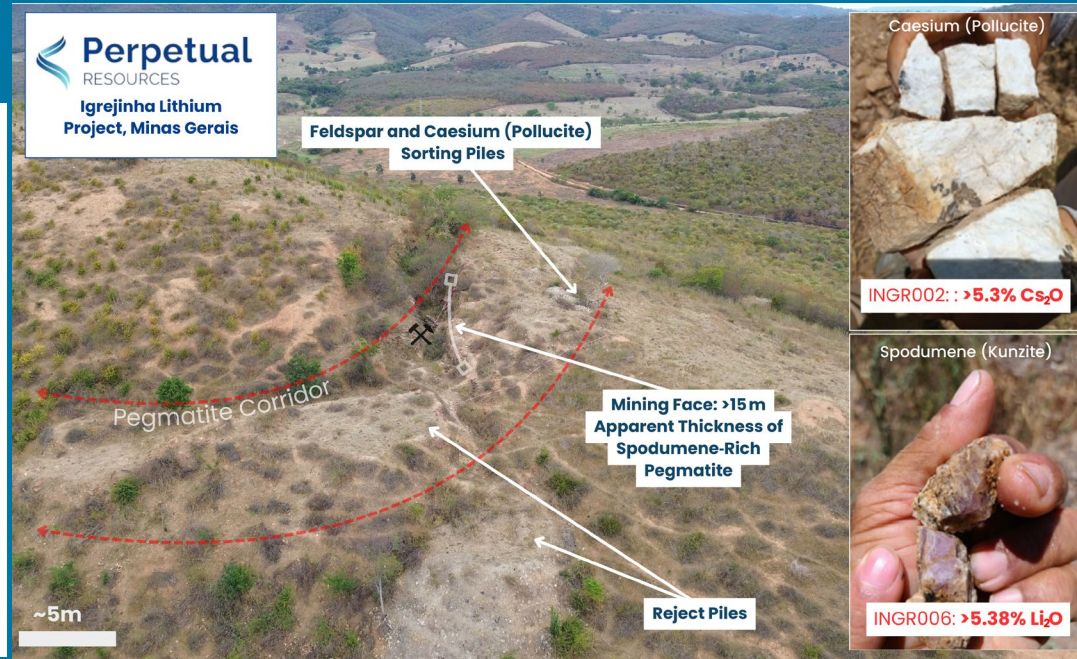 Perpetual
RESOURCES
Igrejinha Lithium
Project, Minas Gerais
Feldspar and Caesium (Pollucite)
Sorting Piles
Pegmatite Corridor
Mining Face: >15 m
Apparent Thickness of
Spodumene-Rich
Pegmatite
Reject Piles
~5m
Caesium (Pollucite)
INGR002: : >5.3% Cs₂O
Spodumene (Kunzite)
INGR006: >5.38% Li₂O